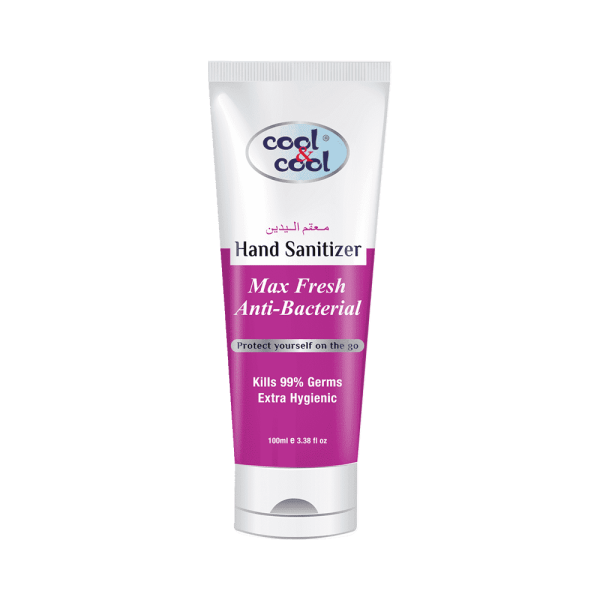 cool®
&
cool
معقم اليدين
Hand Sanitizer
Max Fresh
Anti-Bacterial
Protect yourself on the go
Kills 99% Germs
Extra Hygienic
100ml e 3.38 fl oz